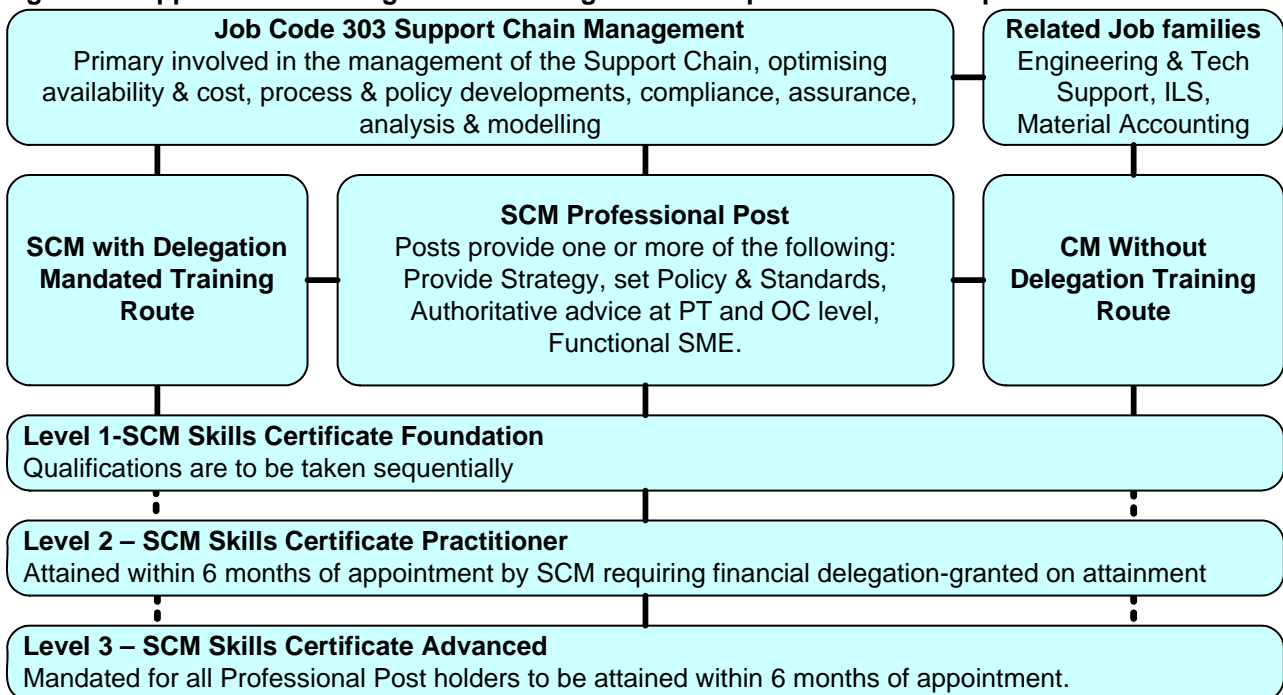 Job Code 303 Support Chain Management
Primary involved in the management of the Support Chain, optimising
availability & cost, process & policy developments, compliance, assurance,
analysis & modelling
Related Job families
Engineering & Tech
Support, ILS,
Material Accounting
SCM with Delegation
Mandated Training
Route
SCM Professional Post
Posts provide one or more of the following:
Provide Strategy, set Policy & Standards,
Authoritative advice at PT and OC level,
Functional SME.
CM Without
Delegation Training
Route
Level 1-SCM Skills Certificate Foundation
Qualifications are to be taken sequentially
Level 2 – SCM Skills Certificate Practitioner
Attained within 6 months of appointment by SCM requiring financial delegation-granted on attainment
Level 3 – SCM Skills Certificate Advanced
Mandated for all Professional Post holders to be attained within 6 months of appointment.